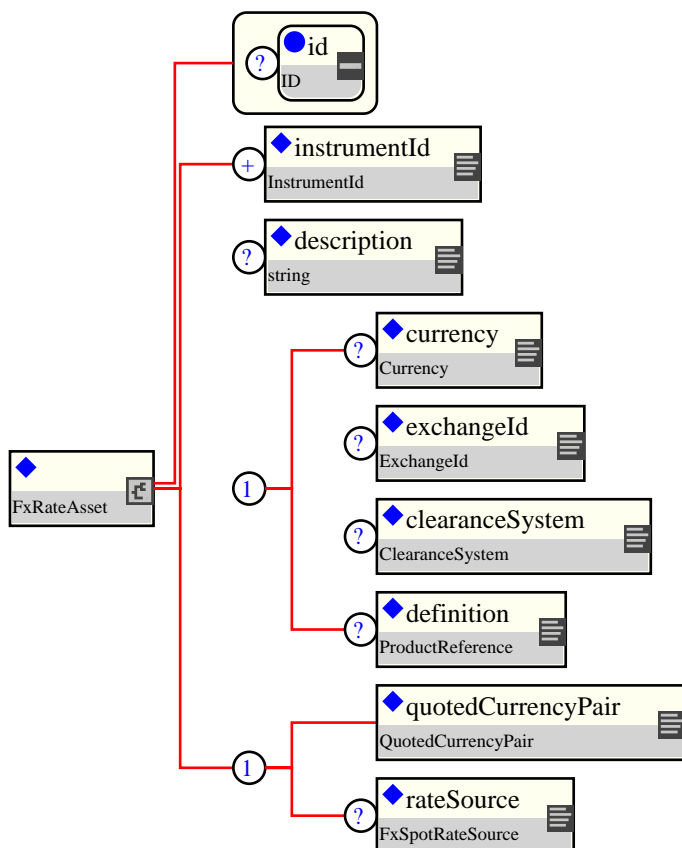 ?
id
ID
+
instrumentId
InstrumentId
?
description
string
?
currency
Currency
?
exchangeId
ExchangeId
FxRateAsset
1
?
clearanceSystem
ClearanceSystem
?
definition
ProductReference
quotedCurrencyPair
QuotedCurrencyPair
1
?
rateSource
FxSpotRateSource